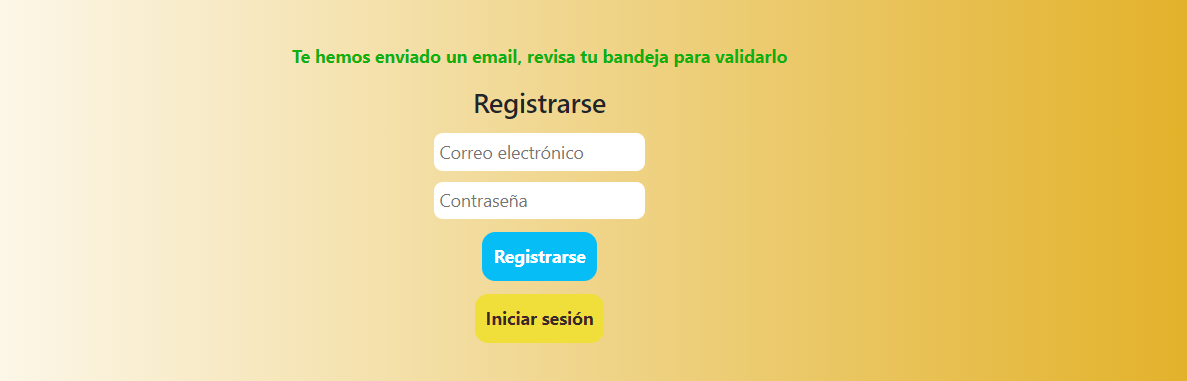 Te hemos enviado un email, revisa tu bandeja para validarlo
Registrarse
Correo electrónico
Contraseña
Registrarse
Iniciar sesión